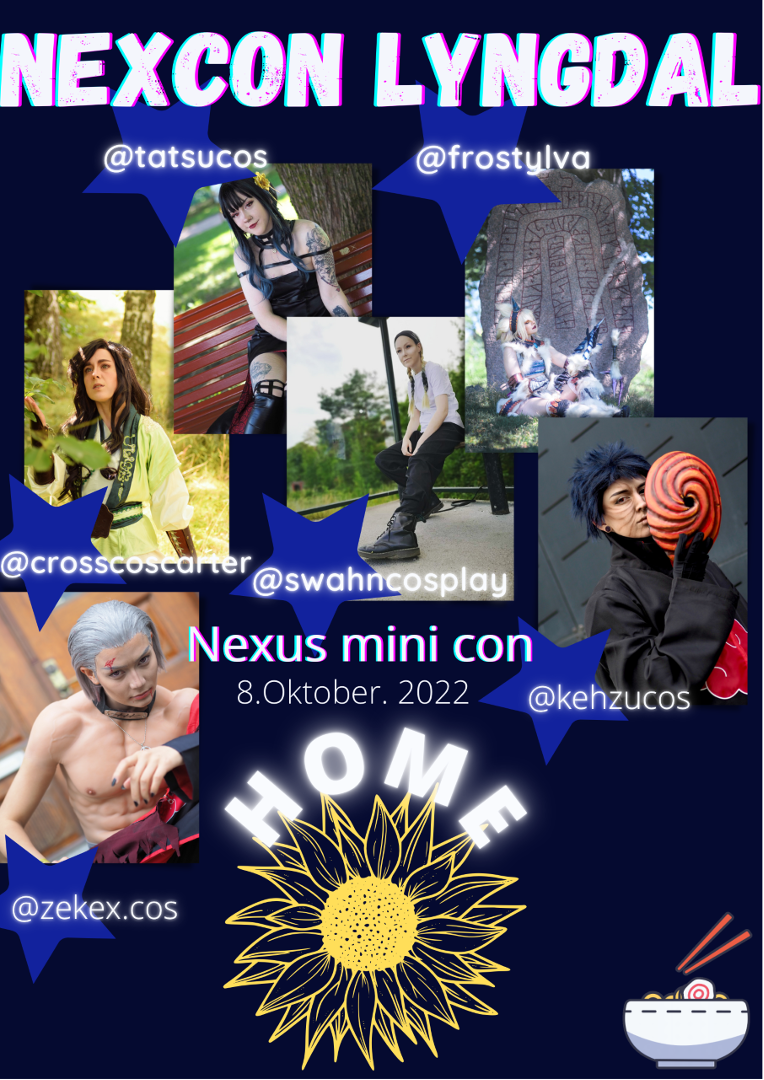 NEXCON LYNGDAL
@tatsucos
@frostylva
@crosscoscarter
@swahncosplay
Nexus mini con
8.Oktober. 2022
@kehzucos
HOME
@zekex.cos